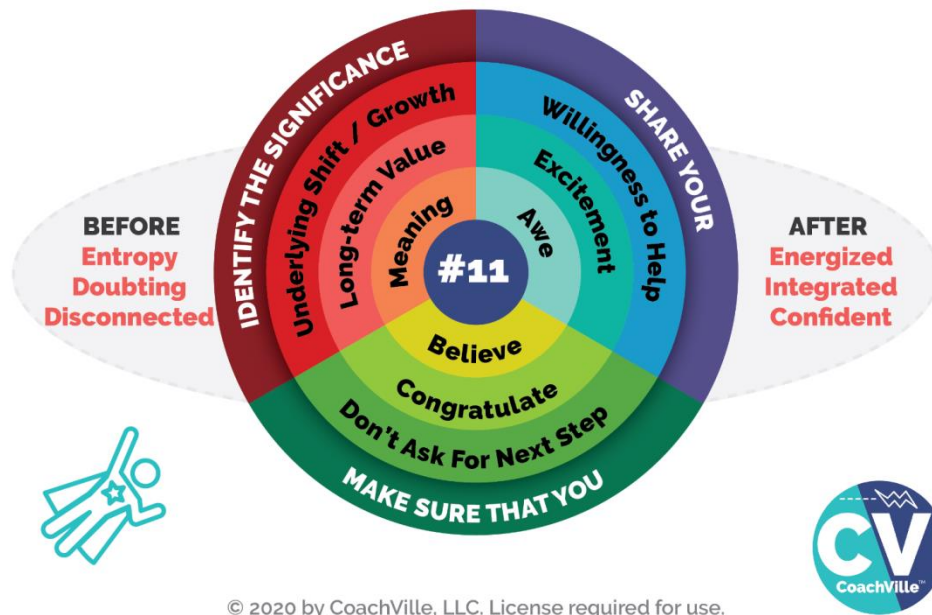 BEFORE
Entropy
Doubting
Disconnected
IDENTIFY THE SIGNIFICANCE
Underlying Shift / Growth
Long-term Value
Meaning
#11
SHARE YOUR
Willingness to Help
Excitement
Awe
Believe
Congratulate
Don't Ask For Next Step
MAKE SURE THAT YOU
AFTER
Energized
Integrated
Confident
CV
CoachVille™
© 2020 by CoachVille, LLC. License required for use.